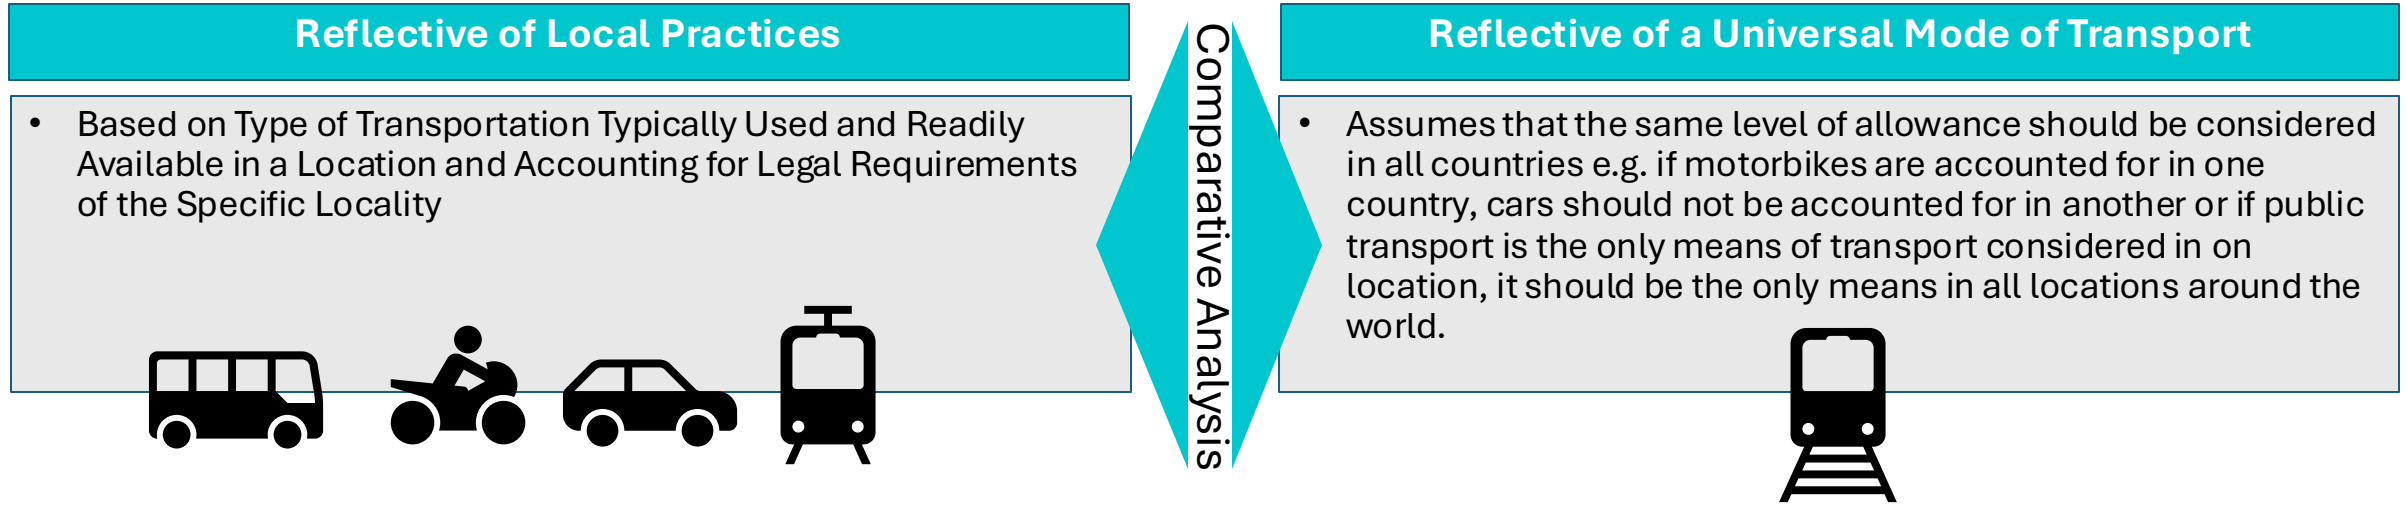 Reflective of Local Practices
• Based on Type of Transportation Typically Used and Readily
Available in a Location and Accounting for Legal Requirements
of the Specific Locality
Comparative Analysis
Reflective of a Universal Mode of Transport
• Assumes that the same level of allowance should be considered
in all countries e.g. if motorbikes are accounted for in one
country, cars should not be accounted for in another or if public
transport is the only means of transport considered in on
location, it should be the only means in all locations around the
world.